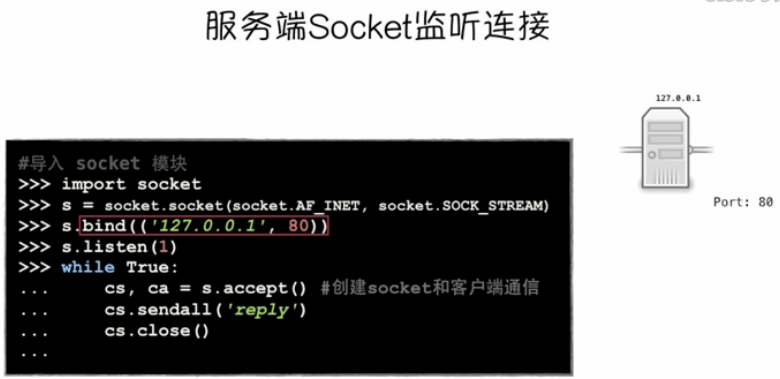 服务端Socket监听连接
127.0.0.1
Port: 80
#导入 socket 模块
>>> import socket
>>> s = socket.socket(socket.AF_INET, socket.SOCK_STREAM)
>>> s.bind(('127.0.0.1', 80))
>>> s.listen(1)
>>> while True:
...     cs, ca = s.accept() #创建socket和客户端通信
...     cs.sendall('reply')
...     cs.close()
...